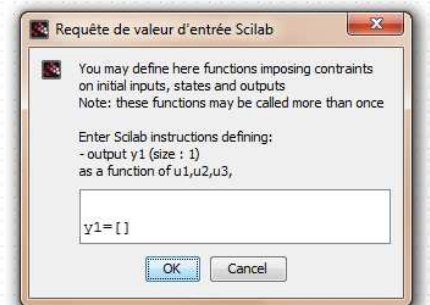 Requête de valeur d'entrée Scilab
You may define here functions imposing contraints
on initial inputs, states and outputs
Note: these functions may be called more than once
Enter Scilab instructions defining:
- output y1 (size : 1)
as a function of u1,u2,u3,
y1=[]
OK Cancel